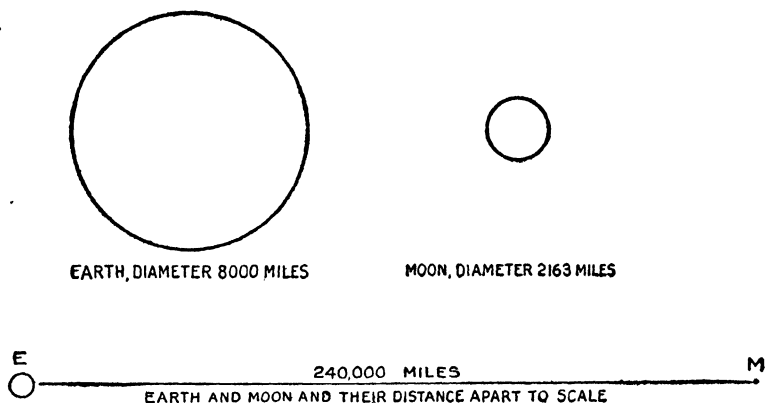 EARTH, DIAMETER 8000 MILES
MOON, DIAMETER 2163 MILES
E
M
240,000 MILES
EARTH AND MOON AND THEIR DISTANCE APART TO SCALE